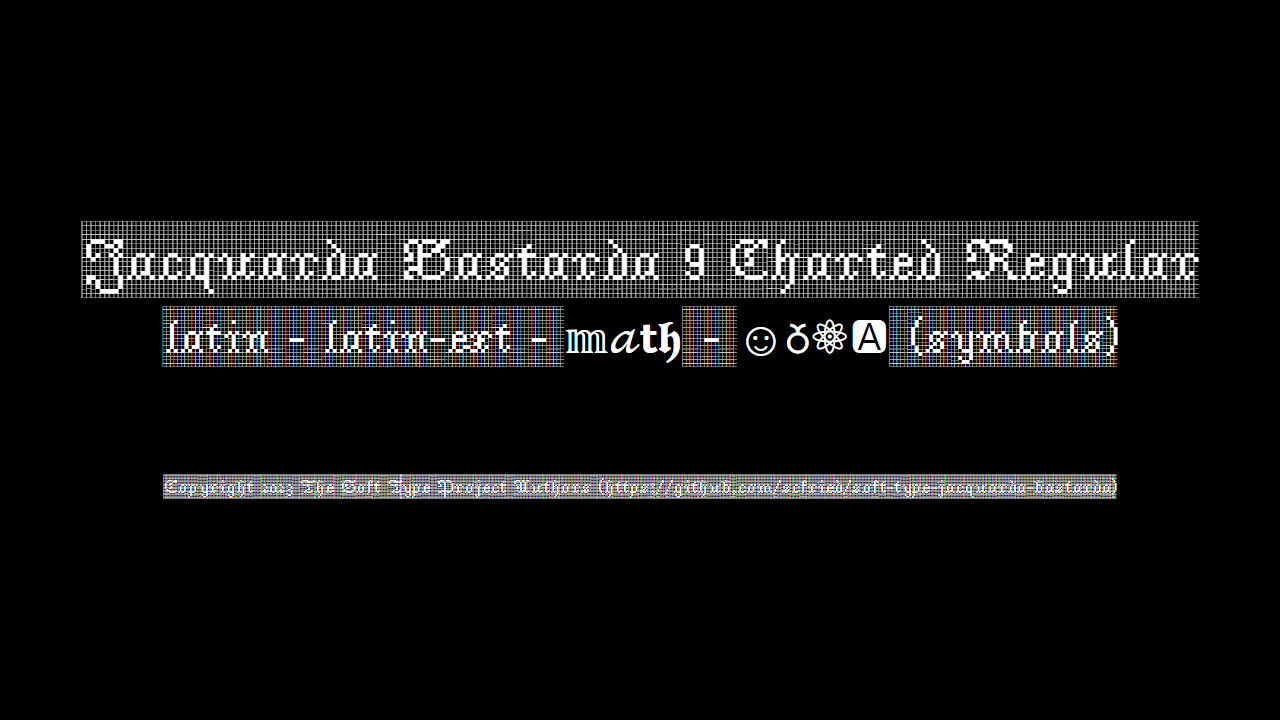 Jacquarda Bastarda 9 Charted Regular
latin - latin-ext - 𝕞𝒶𝐭𝖍 - ☺♁⚛🅰 (symbols)
Copyright 2023 The Soft Type Project Authors (https://github.com/scfried/soft-type-jacquarda-bastarda)